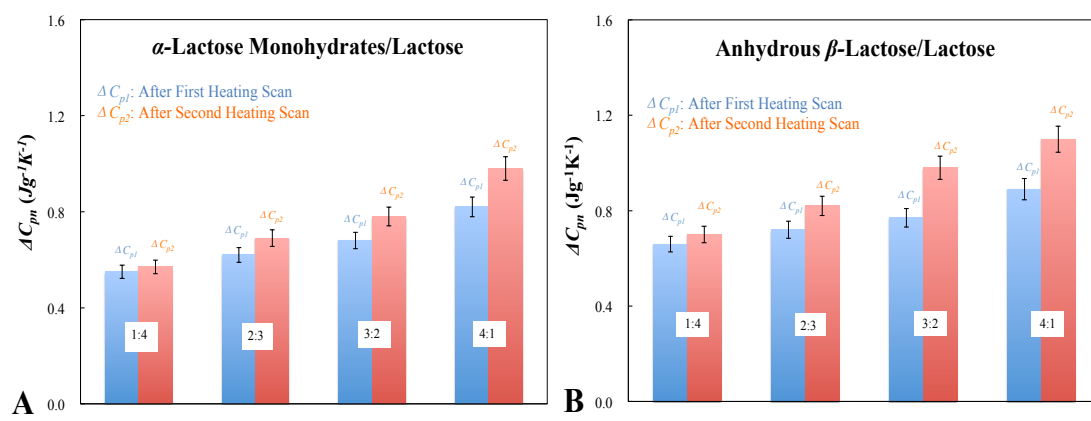 α-Lactose Monohydrates/Lactose
ΔCp1: After First Heating Scan
ΔCp2: After Second Heating Scan
ΔCpn (Jg-1K-1)
1.6
1.2
0.8
0.4
0.0
ΔCp1
ΔCp2
ΔCp1
ΔCp2
ΔCp1
ΔCp2
ΔCp1
ΔCp2
1:4
2:3
3:2
4:1
A
Anhydrous β-Lactose/Lactose
ΔCp1: After First Heating Scan
ΔCp2: After Second Heating Scan
ΔCpn (Jg-1K-1)
1.6
1.2
0.8
0.4
0.0
ΔCp1
ΔCp2
ΔCp1
ΔCp2
ΔCp1
ΔCp2
ΔCp1
ΔCp2
1:4
2:3
3:2
4:1
B